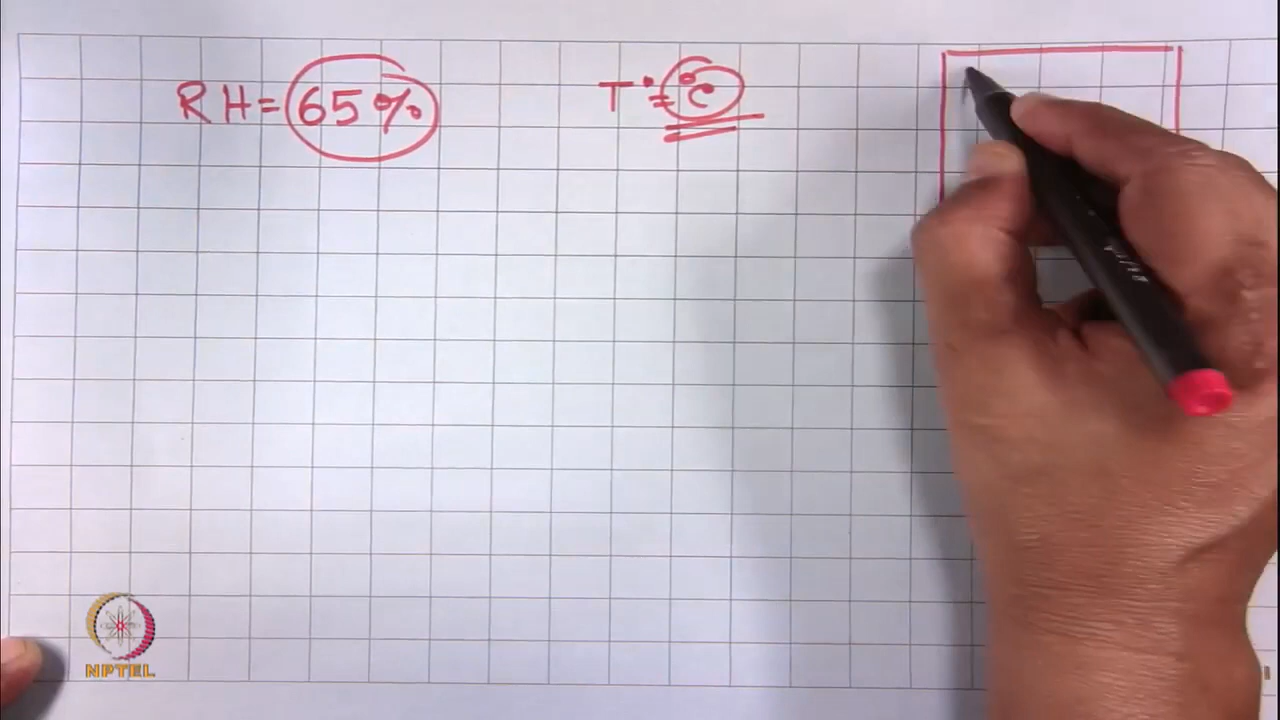 RH = 65% T° = °C
NPTEL